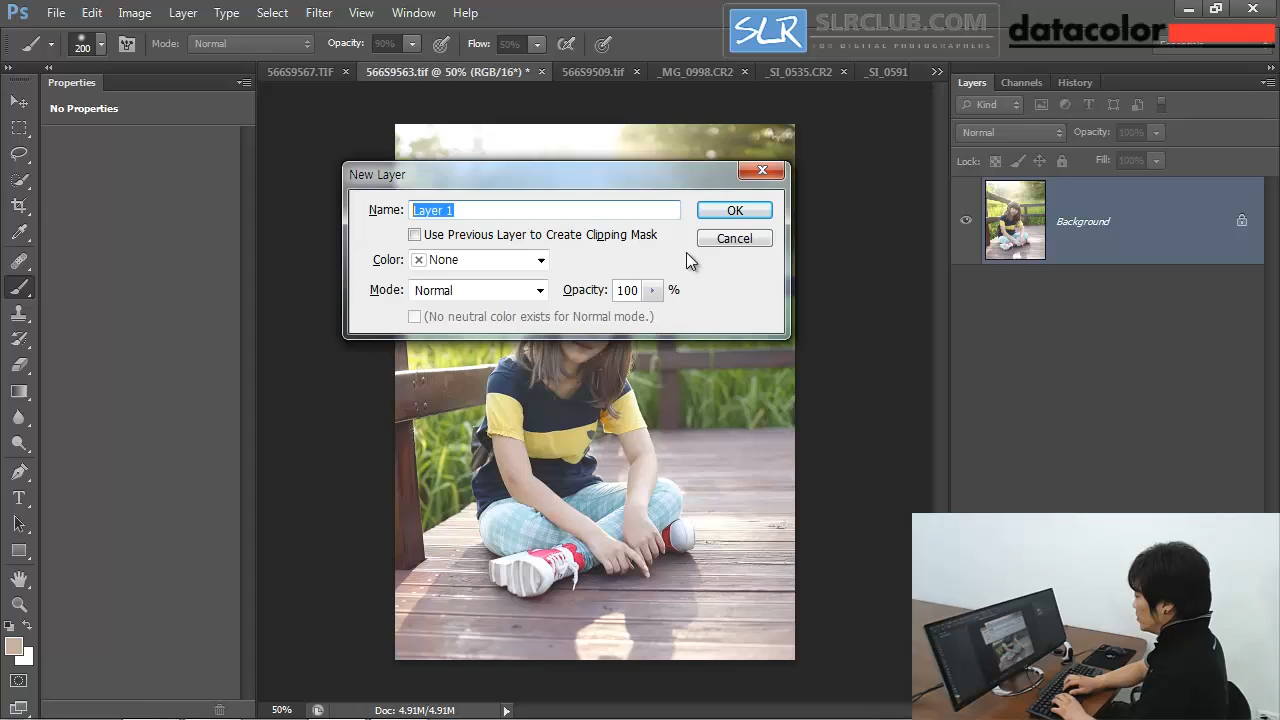 Ps File Edit Image Layer Type Select Filter View Window Help
SLR SLRCLUB.COM
FOR DIGITAL PHOTOGRAPHERS
datacolor
200 Mode: Normal Opacity: 90% Flow: 50%
566S9567.TIF × 566S9563.tif @ 50% (RGB/16*) * × 566S9509.tif × _MG_0998.CR2 × _SI_0535.CR2 × _SI_0591
Properties
No Properties
Layers Channels History
Kind
Normal Opacity: 100%
Lock: Fill: 100%
Background
New Layer
Name: Layer 1
OK
Use Previous Layer to Create Clipping Mask
Cancel
Color: None
Mode: Normal Opacity: 100 %
(No neutral color exists for Normal mode.)
50% Doc: 4.91M/4.91M